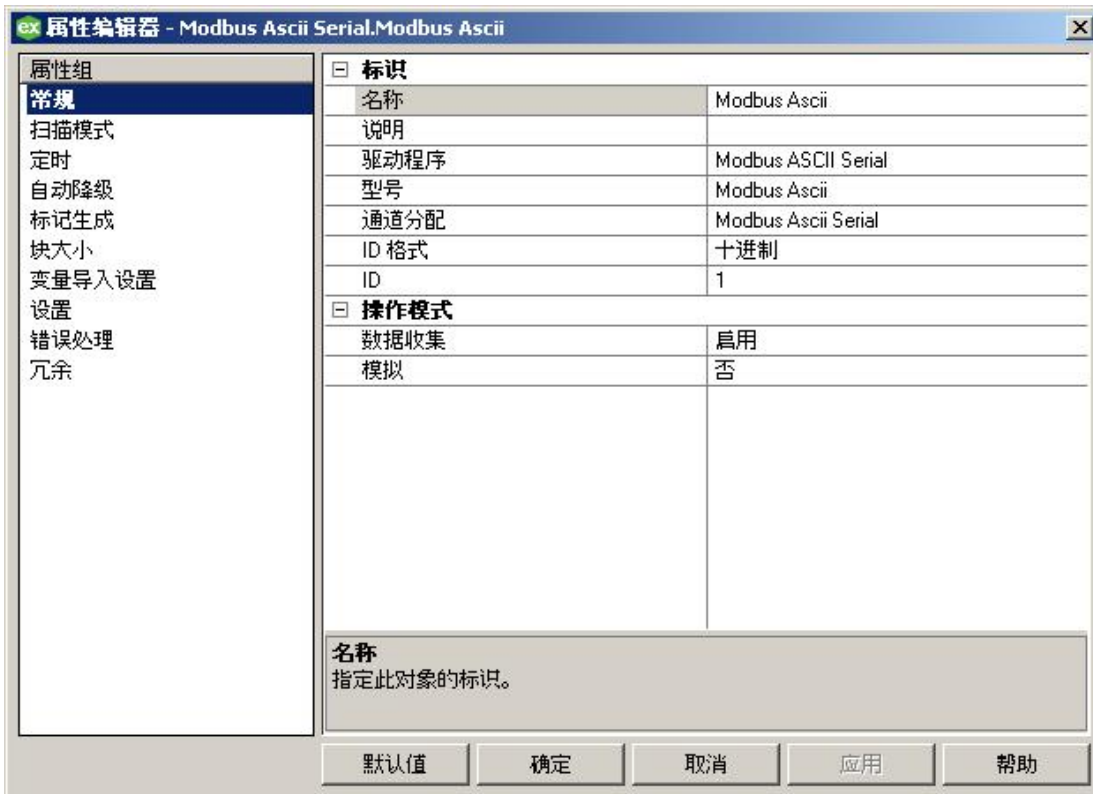 ex 属性编辑器 - Modbus Ascii Serial.Modbus Ascii
属性组
常规
扫描模式
定时
自动降级
标记生成
块大小
变量导入设置
设置
错误处理
冗余
标识
名称 Modbus Ascii
说明
驱动程序 Modbus ASCII Serial
型号 Modbus Ascii
通道分配 Modbus Ascii Serial
ID 格式 十进制
ID 1
操作模式
数据收集 启用
模拟 否
名称
指定此对象的标识。
默认值 确定 取消 应用 帮助